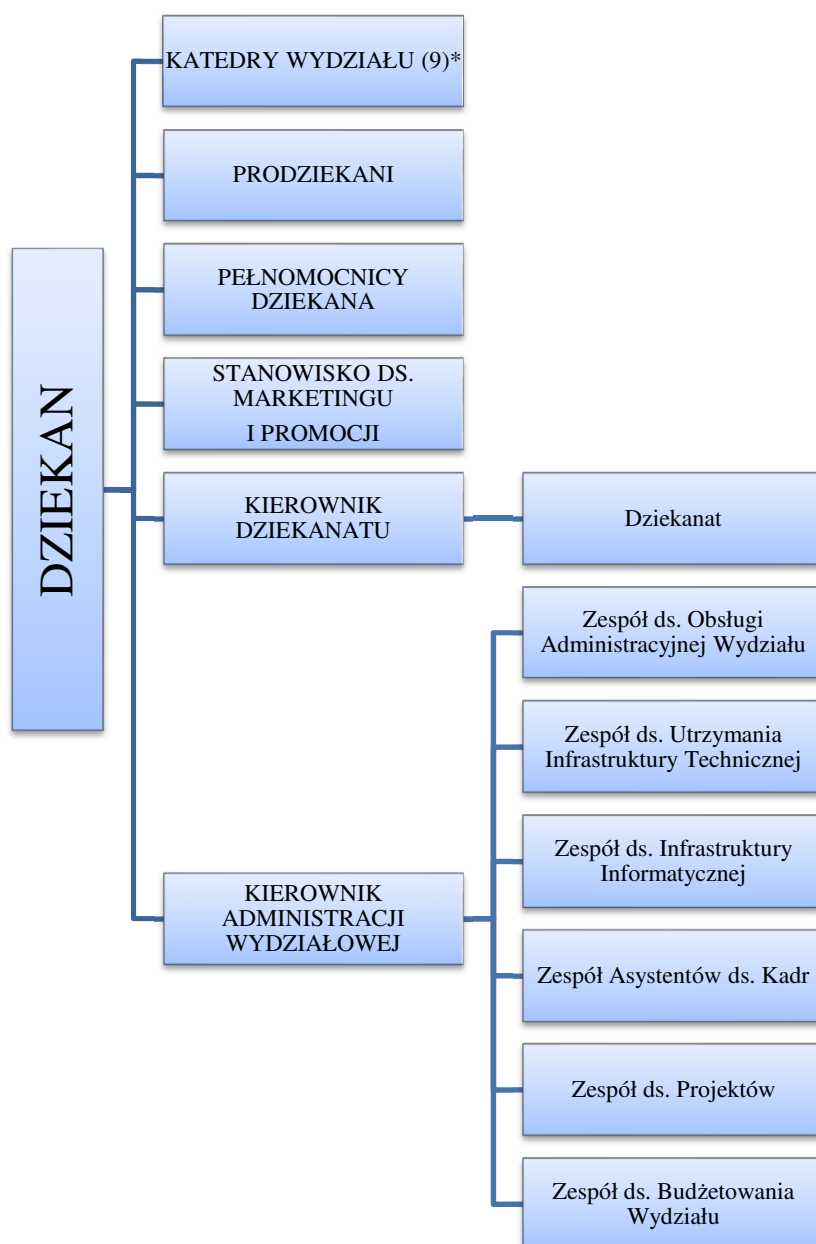 DZIEKAN
KATEDRY WYDZIAŁU (9)*
PRODZIEKANI
PEŁNOMOCNICY
DZIEKANA
STANOWISKO DS.
MARKETINGU
I PROMOCJI
KIEROWNIK
DZIEKANATU
Dziekanat
KIEROWNIK
ADMINISTRACJI
WYDZIAŁOWEJ
Zespół ds. Obsługi
Administracyjnej Wydziału
Zespół ds. Utrzymania
Infrastruktury Technicznej
Zespół ds. Infrastruktury
Informatycznej
Zespół Asystentów ds. Kadr
Zespół ds. Projektów
Zespół ds. Budżetowania
Wydziału